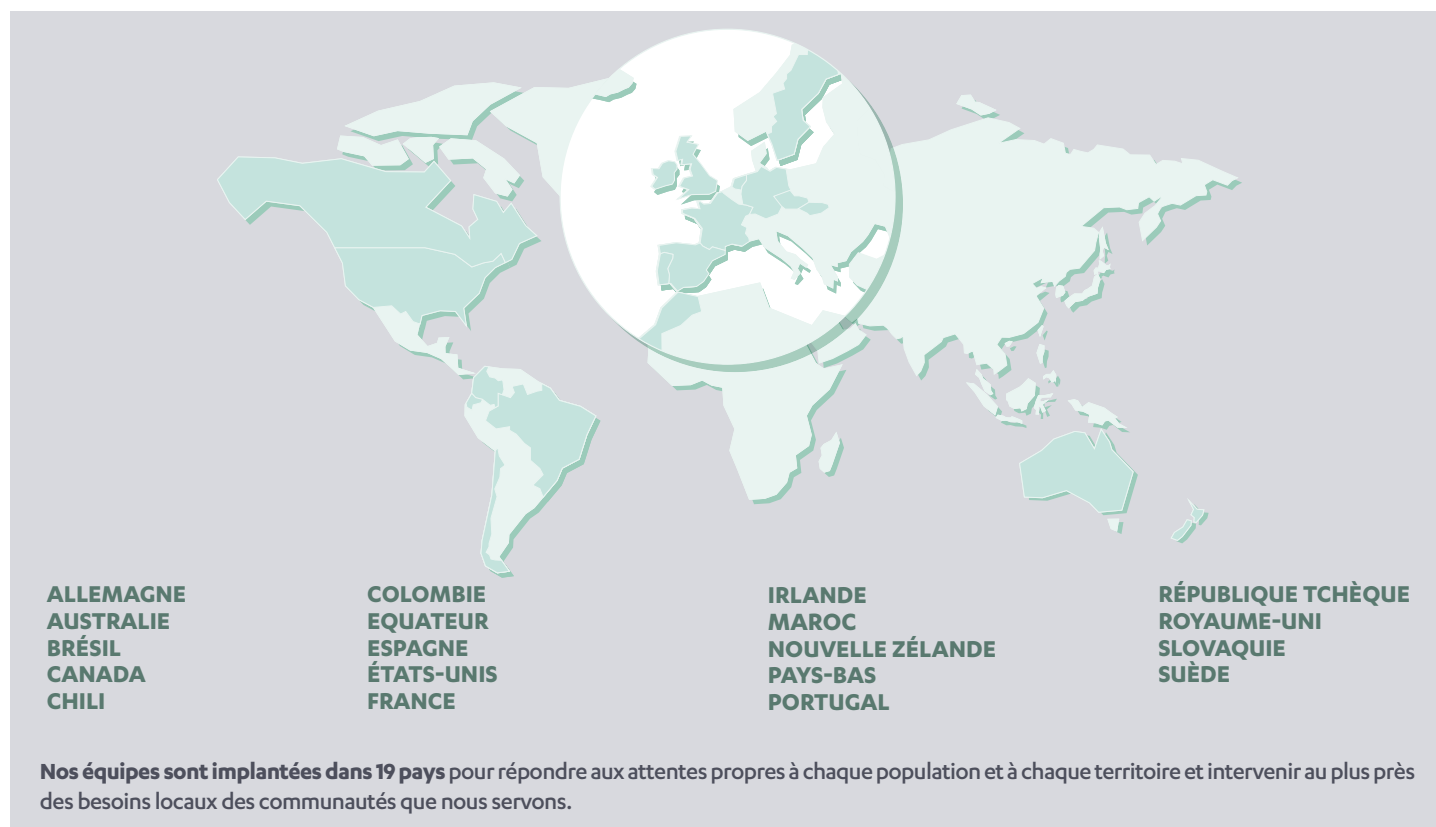 ALLEMAGNE
AUSTRALIE
BRÉSIL
CANADA
CHILI
COLOMBIE
EQUATEUR
ESPAGNE
ÉTATS-UNIS
FRANCE
IRLANDE
MAROC
NOUVELLE ZÉLANDE
PAYS-BAS
PORTUGAL
RÉPUBLIQUE TCHÈQUE
ROYAUME-UNI
SLOVAQUIE
SUÈDE
Nos équipes sont implantées dans 19 pays pour répondre aux attentes propres à chaque population et à chaque territoire et intervenir au plus près
des besoins locaux des communautés que nous servons.